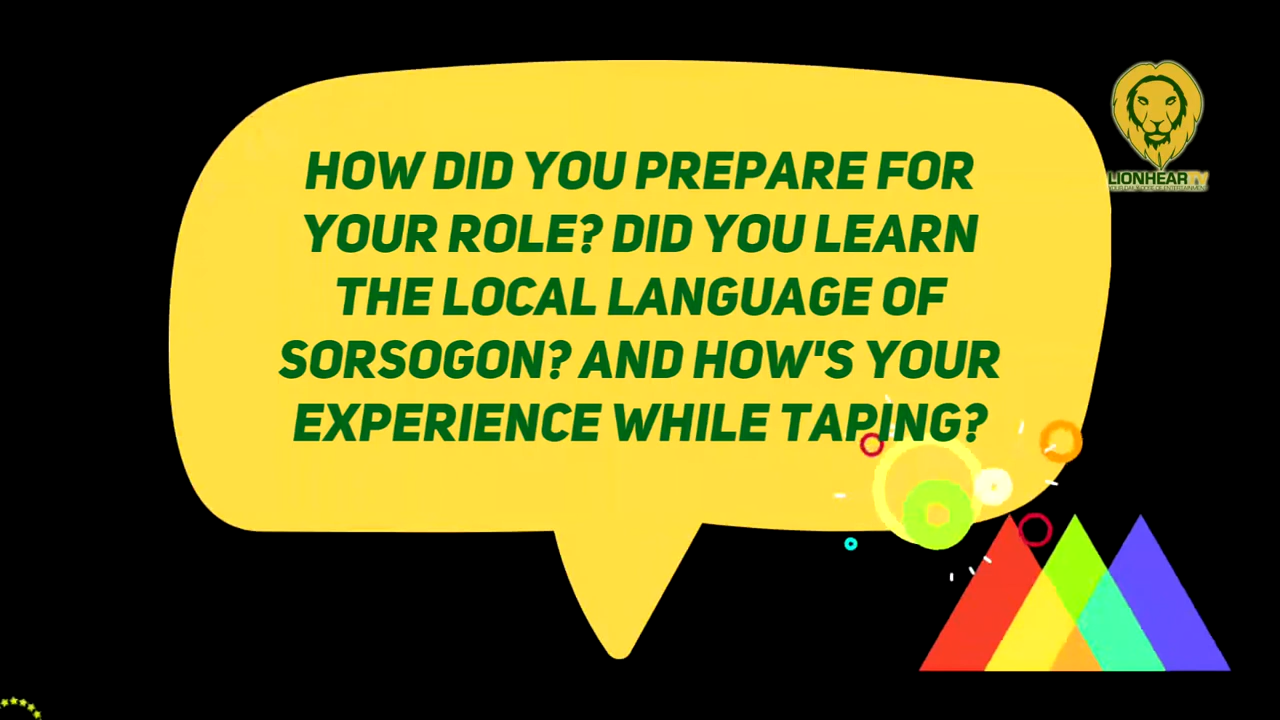 HOW DID YOU PREPARE FOR
YOUR ROLE? DID YOU LEARN
THE LOCAL LANGUAGE OF
SORSOGON? AND HOW'S YOUR
EXPERIENCE WHILE TAPING?
LIONHEARTV